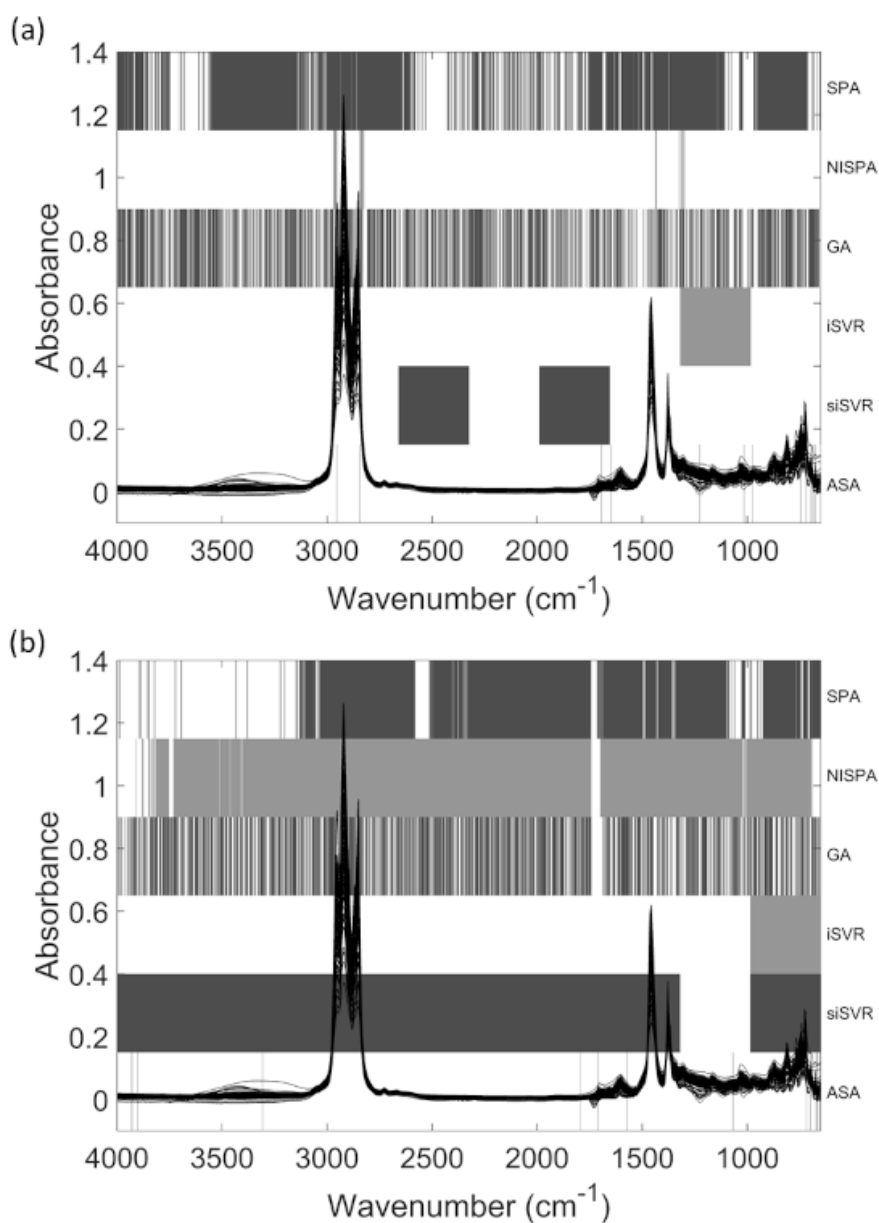 (a)
1.4
SPA
1.2
NISPA
1
0.8
GA
0.6
iSVR
0.4
siSVR
0.2
0
ASA
Absorbance
4000 3500 3000 2500 2000 1500 1000
Wavenumber (cm-1)
(b)
1.4
SPA
1.2
NISPA
1
0.8
GA
0.6
iSVR
0.4
siSVR
0.2
0
ASA
Absorbance
4000 3500 3000 2500 2000 1500 1000
Wavenumber (cm-1)